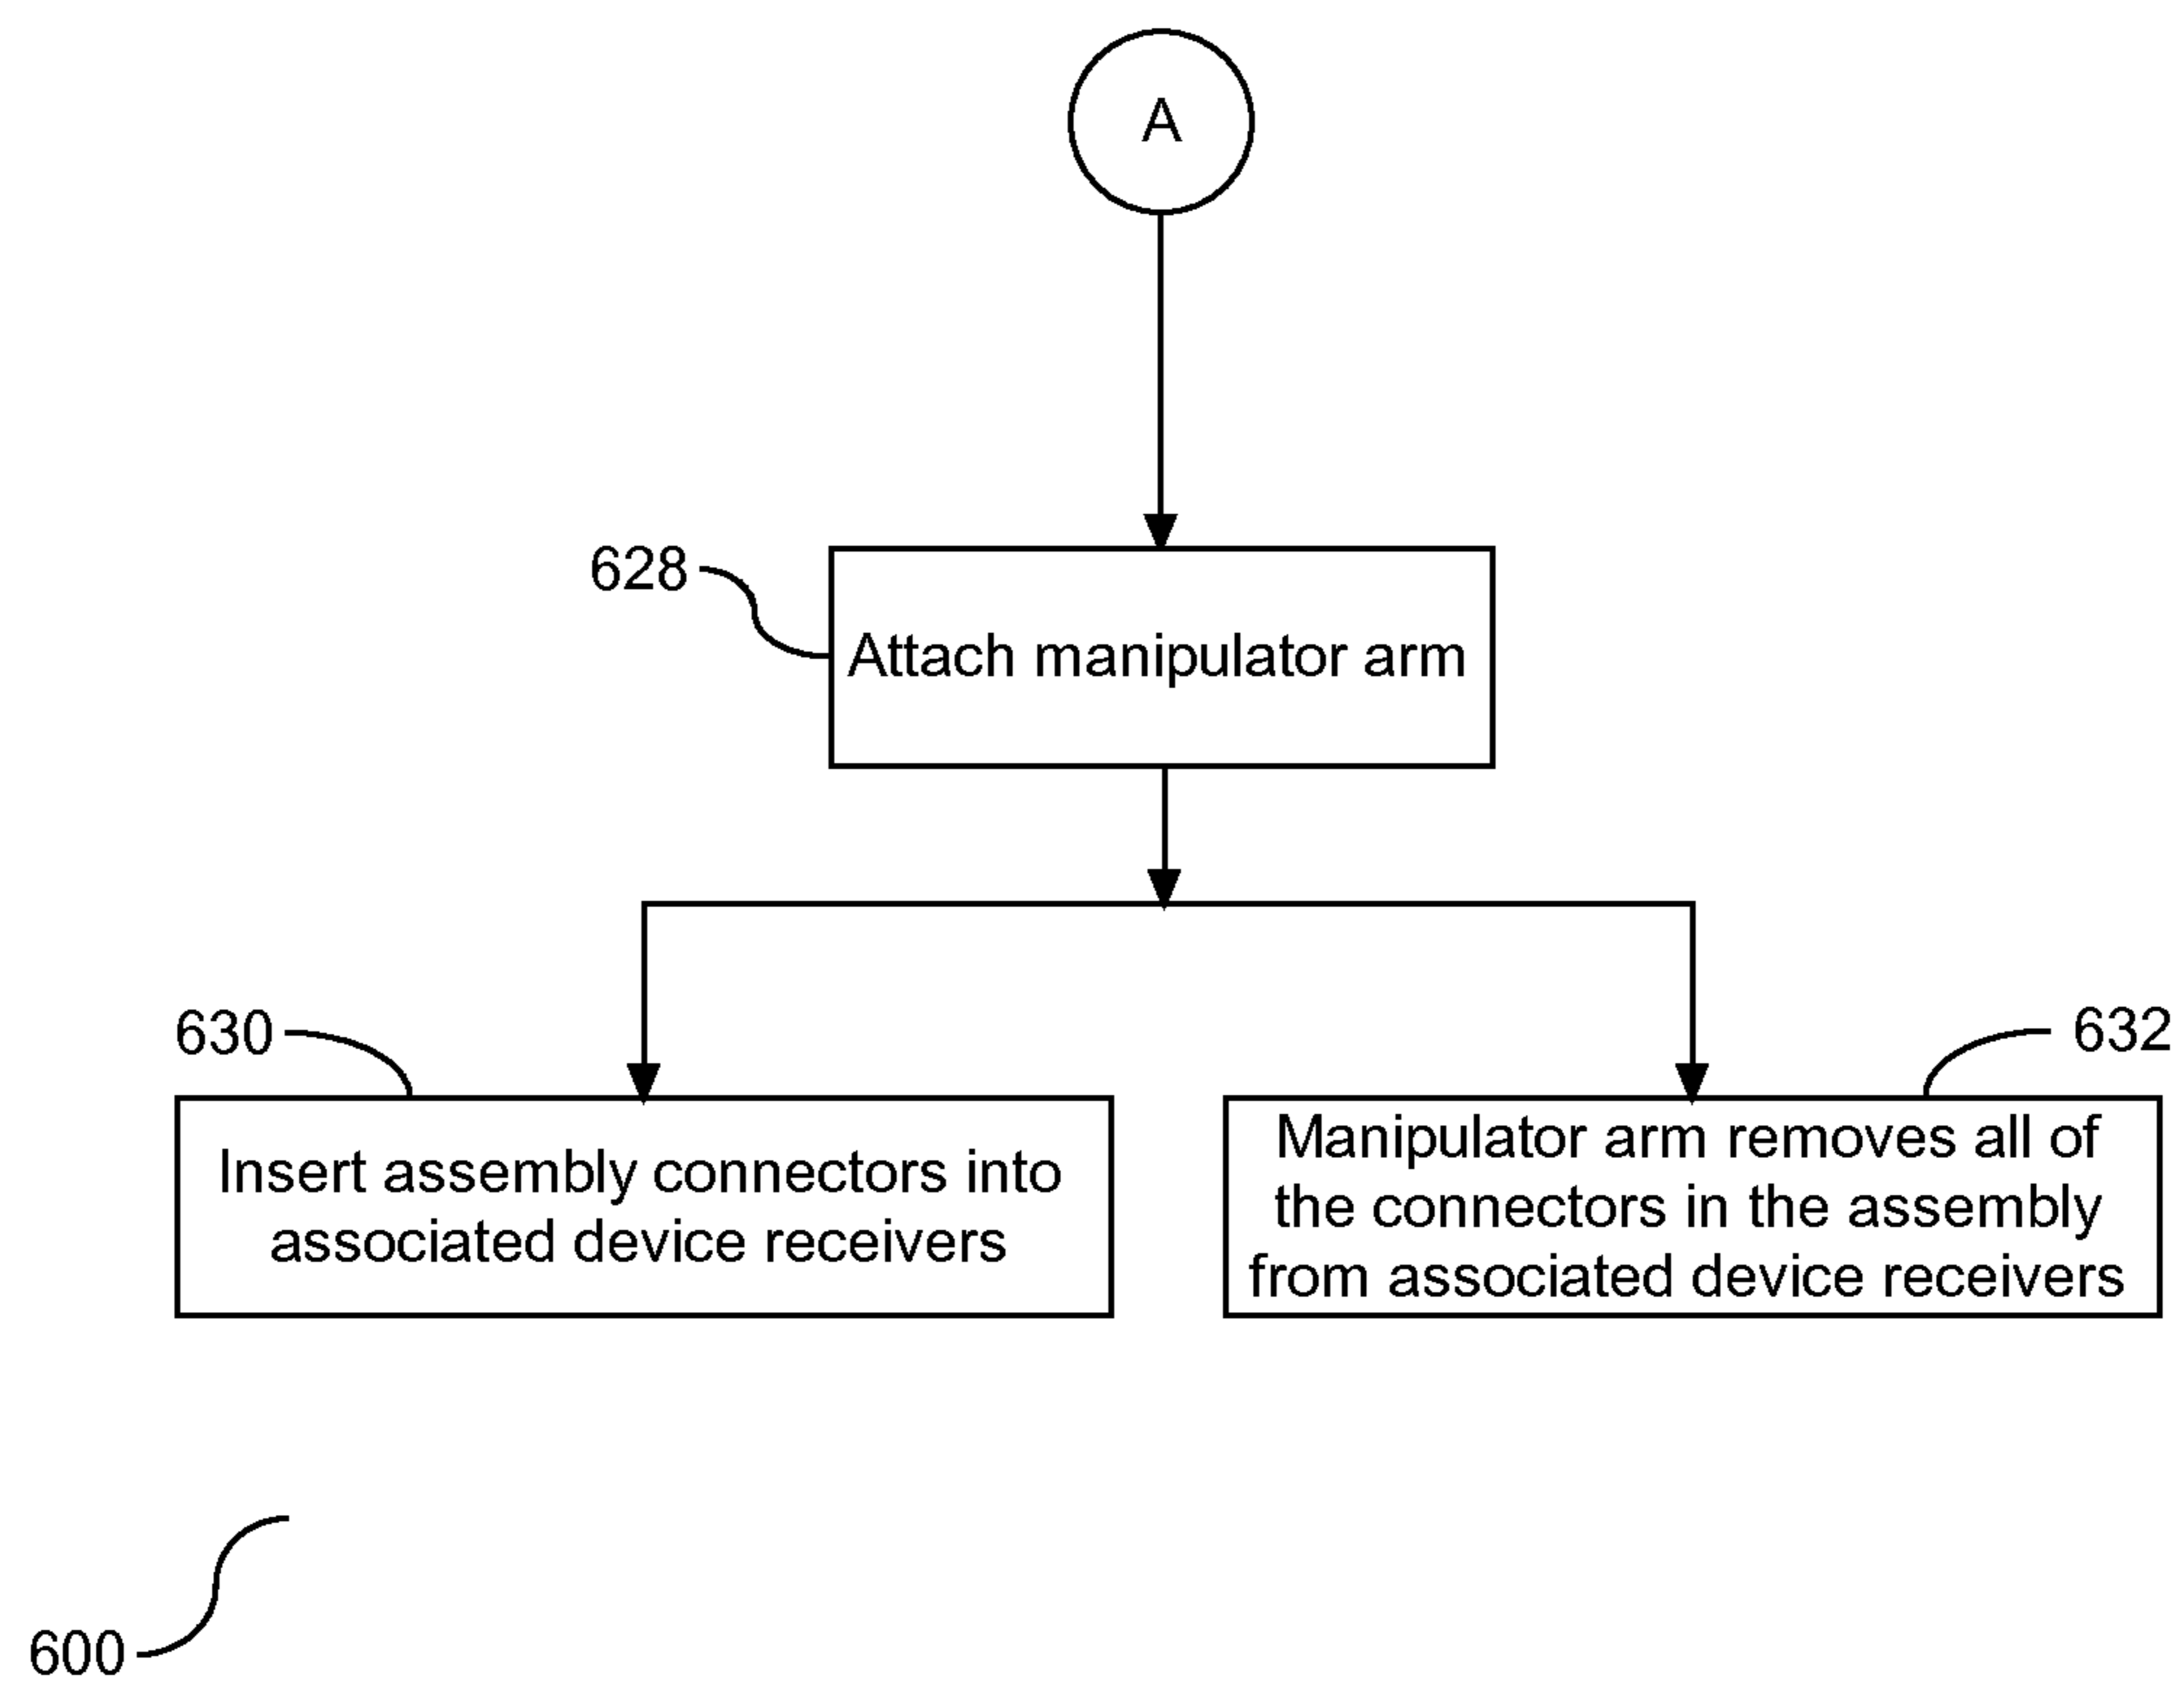 A
628
Attach manipulator arm
630
632
Insert assembly connectors into
associated device receivers
Manipulator arm removes all of
the connectors in the assembly
from associated device receivers
600